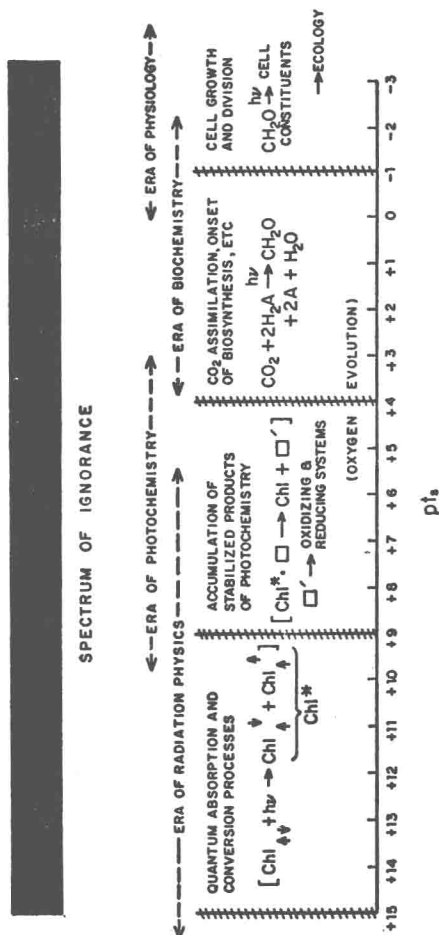 SPECTRUM OF IGNORANCE
← – – – – ERA OF RADIATION PHYSICS – – – – →
← – – ERA OF PHOTOCHEMISTRY – – →
← – – – ERA OF BIOCHEMISTRY – – →
← – ERA OF PHYSIOLOGY – →
QUANTUM ABSORPTION AND
CONVERSION PROCESSES
[Chl + hν → Chl + Chl]
Chl*
ACCUMULATION OF
STABILIZED PRODUCTS
OF PHOTOCHEMISTRY
[Chl* · □ → Chl + □′]
□′ → OXIDIZING &
REDUCING SYSTEMS
(OXYGEN EVOLUTION)
CO₂ ASSIMILATION, ONSET
OF BIOSYNTHESIS, ETC
hν
CO₂ + 2H₂A → CH₂O
+ 2A + H₂O
CELL GROWTH
AND DIVISION
hν
CH₂O → CELL
CONSTITUENTS
→ ECOLOGY
+15 +14 +13 +12 +11 +10 +9 +8 +7 +6 +5 +4 +3 +2 +1 0 -1 -2 -3
ptₛ